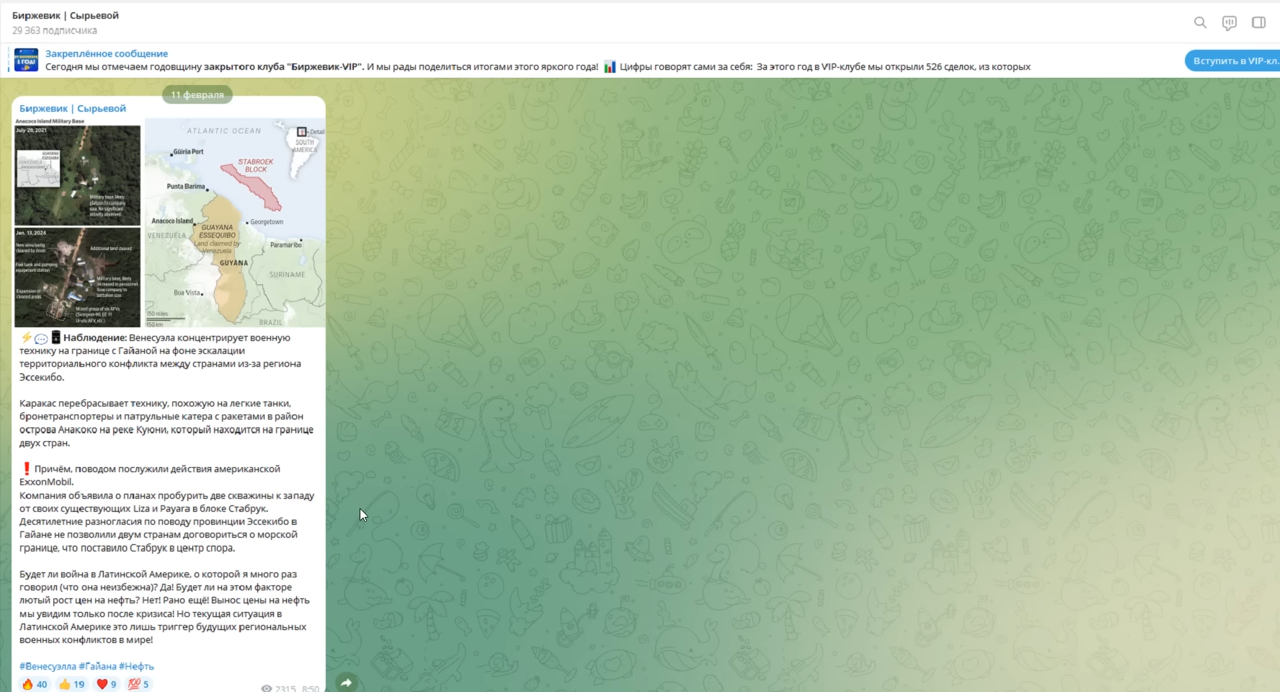 Биржевик | Сырьевой
29 363 подписчика
Закреплённое сообщение
Сегодня мы отмечаем годовщину закрытого клуба "Биржевик-VIP". И мы рады поделиться итогами этого яркого года! 📊 Цифры говорят сами за себя: За этого год в VIP-клубе мы открыли 526 сделок, из которых
Вступить в VIP-кл.
11 февраля
Биржевик | Сырьевой
Anacoco Island Military Base
July 28, 2021
Jan. 13, 2024
Additional land cleared
ATLANTIC OCEAN
Detail
SOUTH AMERICA
Güiria Port
STABROEK BLOCK
Punta Barima
Anacoco Island
Georgetown
VENEZUELA
GUAYANA ESSEQUIBO
Land claimed by Venezuela
Paramaribo
GUYANA
SURINAME
Boa Vista
150 miles
150 km
BRAZIL
⚡💬🛢Наблюдение: Венесуэла концентрирует военную
технику на границе с Гайаной на фоне эскалации
территориального конфликта между странами из-за региона
Эссекибо.
Каракас перебрасывает технику, похожую на легкие танки,
бронетранспортеры и патрульные катера с ракетами в район
острова Анакоко на реке Куюни, который находится на границе
двух стран.
❗Причём, поводом послужили действия американской
ExxonMobil.
Компания объявила о планах пробурить две скважины к западу
от своих существующих Liza и Payara в блоке Стабрук.
Десятилетние разногласия по поводу провинции Эссекибо в
Гайане не позволили двум странам договориться о морской
границе, что поставило Стабрук в центр спора.
Будет ли война в Латинской Америке, о которой я много раз
говорил (что она неизбежна)? Да! Будет ли на этом факторе
лютый рост цен на нефть? Нет! Рано ещё! Вынос цены на нефть
мы увидим только после кризиса! Но текущая ситуация в
Латинской Америке это лишь триггер будущих региональных
военных конфликтов в мире!
#Венесуэлла #Гайана #Нефть
🔥 40 👍 19 ❤ 9 💯 5
2315 8:50